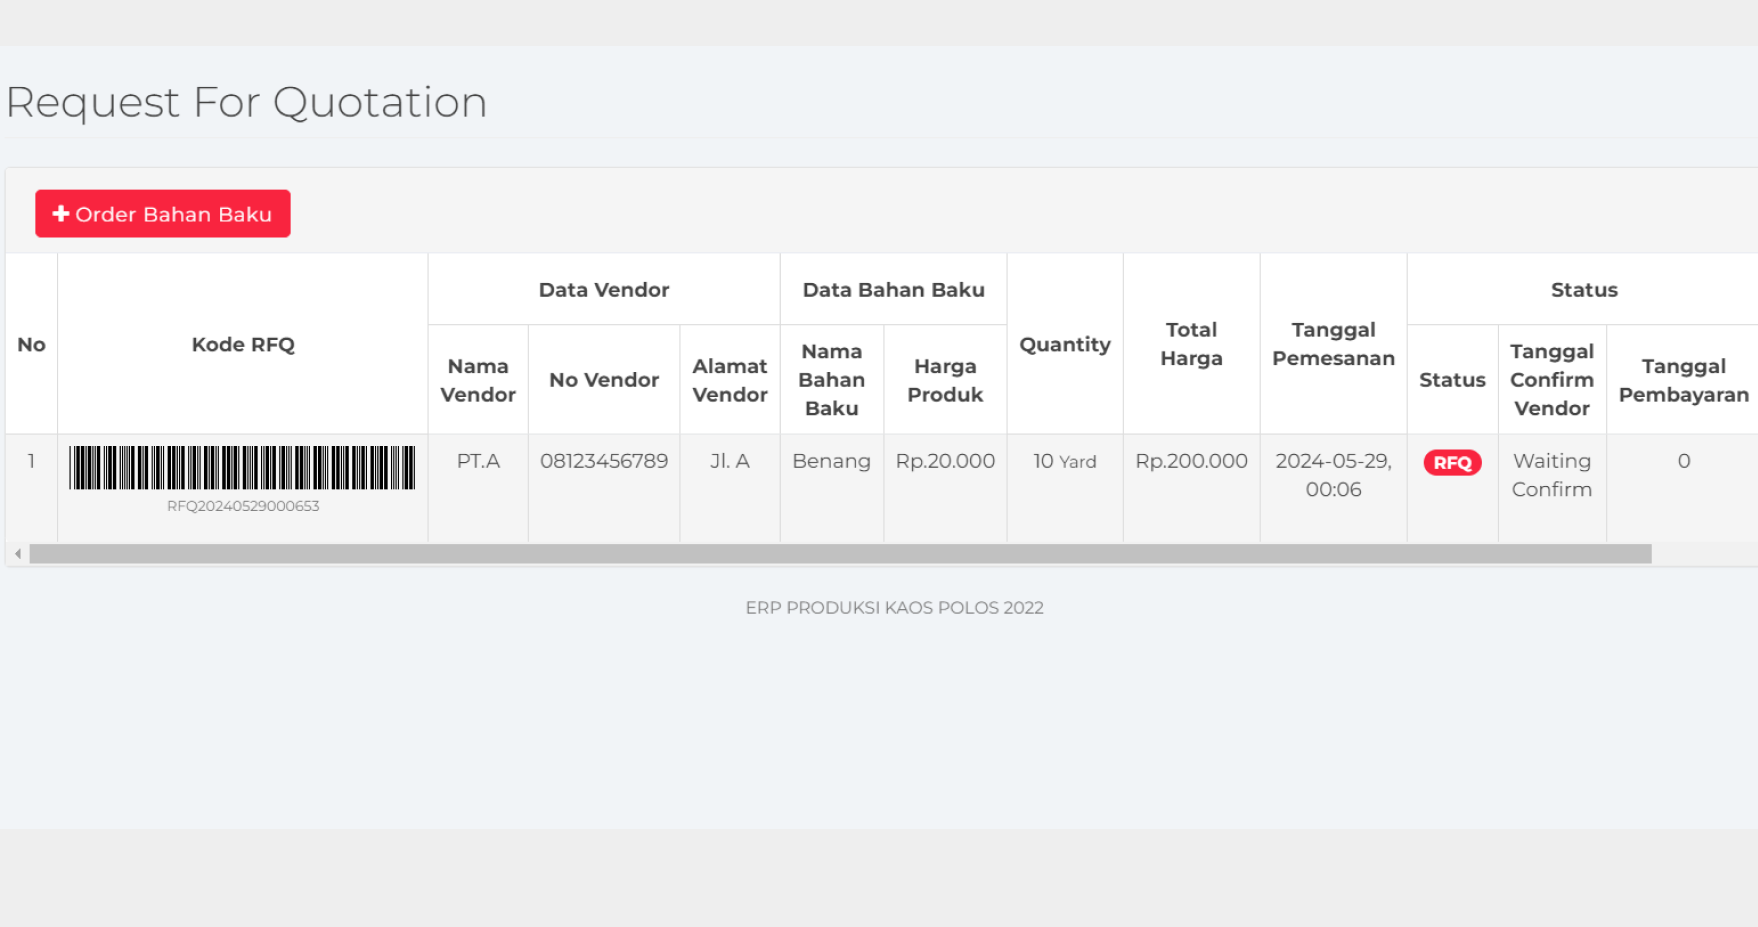 Request For Quotation
Order Bahan Baku
No
Kode RFQ
Data Vendor
Data Bahan Baku
Quantity
Total
Harga
Tanggal
Pemesanan
Status
Nama
Vendor
No Vendor
Alamat
Vendor
Nama
Bahan
Baku
Harga
Produk
Status
Tanggal
Confirm
Vendor
Tanggal
Pembayaran
1
RFQ20240529000653
PT.A
08123456789
Jl. A
Benang
Rp.20.000
10 Yard
Rp.200.000
2024-05-29,
00:06
RFQ
Waiting
Confirm
0
ERP PRODUKSI KAOS POLOS 2022